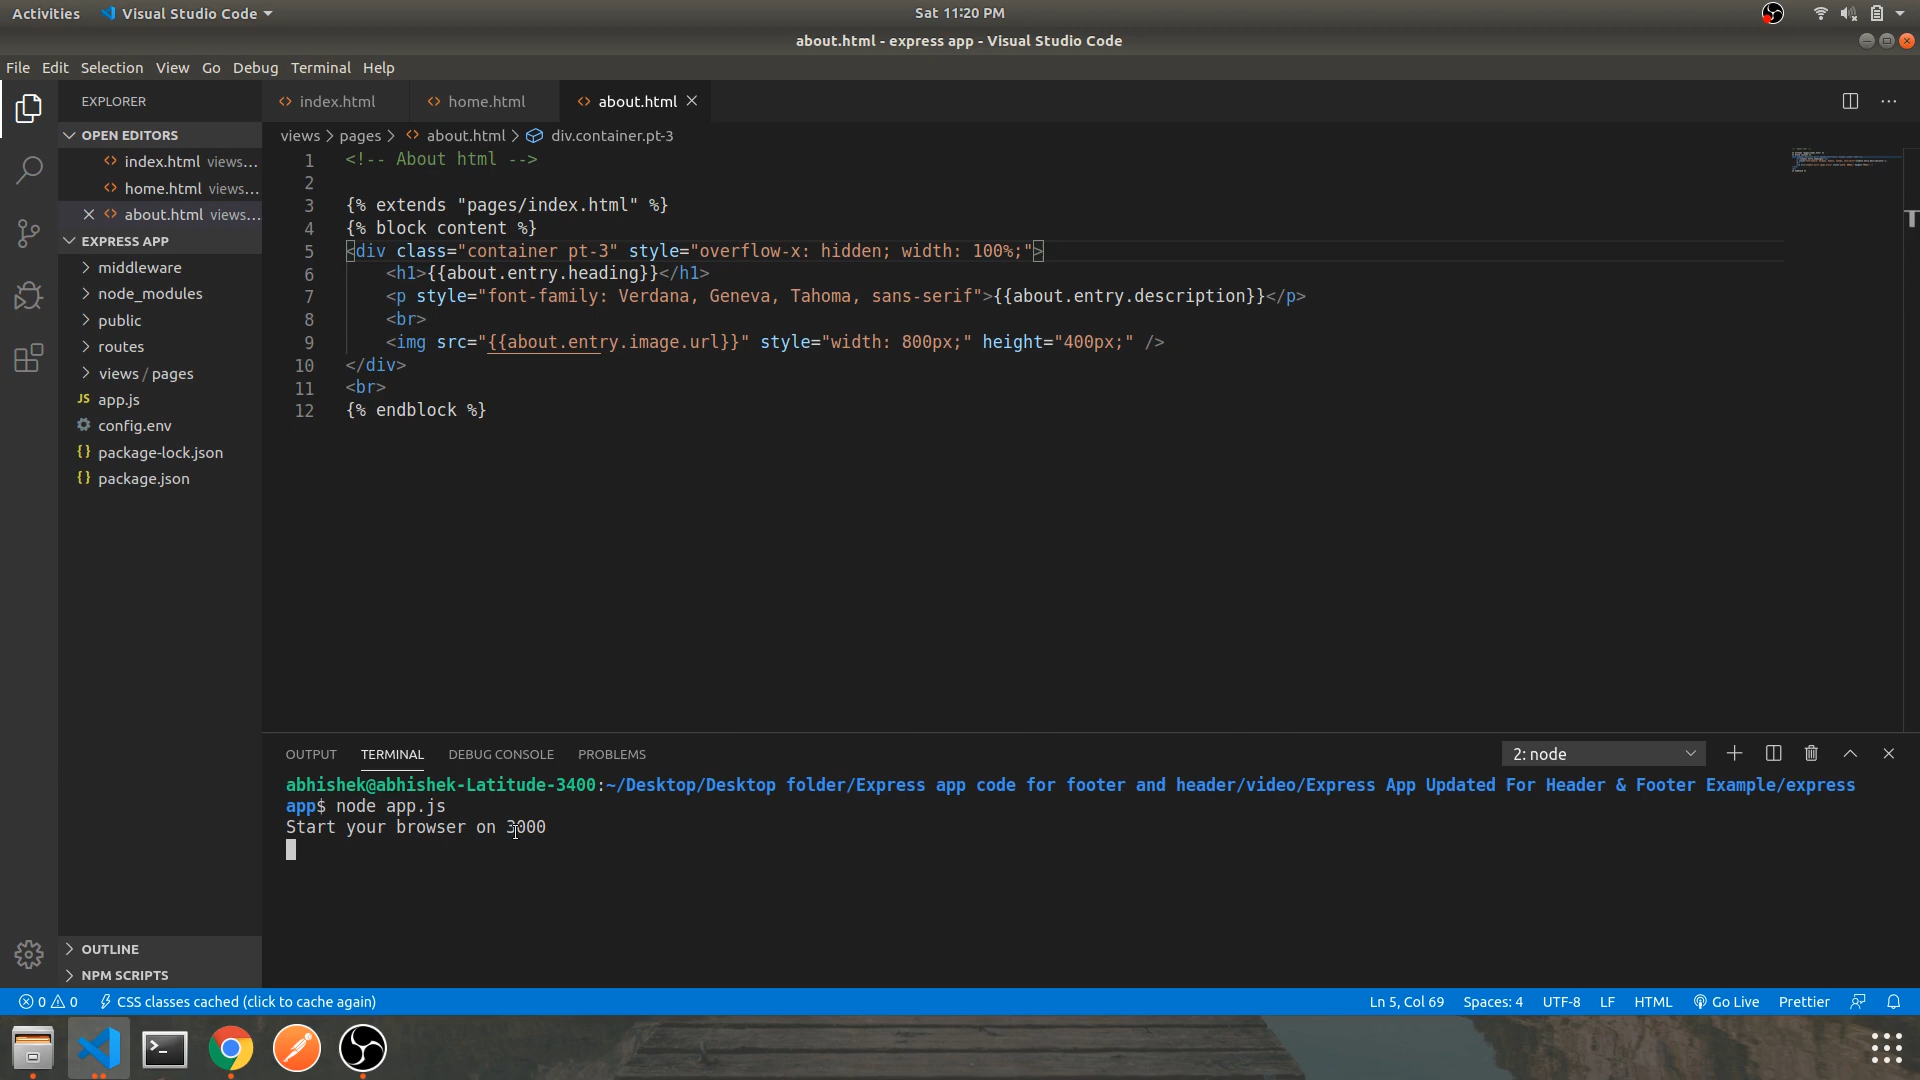 Activities Visual Studio Code Sat 11:20 PM
about.html - express app - Visual Studio Code
File Edit Selection View Go Debug Terminal Help
EXPLORER
OPEN EDITORS
index.html views...
home.html views...
about.html views...
EXPRESS APP
middleware
node_modules
public
routes
views / pages
app.js
config.env
package-lock.json
package.json
OUTLINE
NPM SCRIPTS
index.html home.html about.html
views > pages > about.html > div.container.pt-3
1 <!-- About html -->
2
3 {% extends "pages/index.html" %}
4 {% block content %}
5 <div class="container pt-3" style="overflow-x: hidden; width: 100%;">
6 <h1>{{about.entry.heading}}</h1>
7 <p style="font-family: Verdana, Geneva, Tahoma, sans-serif">{{about.entry.description}}</p>
8 <br>
9 <img src="{{about.entry.image.url}}" style="width: 800px;" height="400px;" />
10 </div>
11 <br>
12 {% endblock %}
OUTPUT TERMINAL DEBUG CONSOLE PROBLEMS 2: node
abhishek@abhishek-Latitude-3400:~/Desktop/Desktop folder/Express app code for footer and header/video/Express App Updated For Header & Footer Example/express
app$ node app.js
Start your browser on 3000
0 0 CSS classes cached (click to cache again) Ln 5, Col 69 Spaces: 4 UTF-8 LF HTML Go Live Prettier